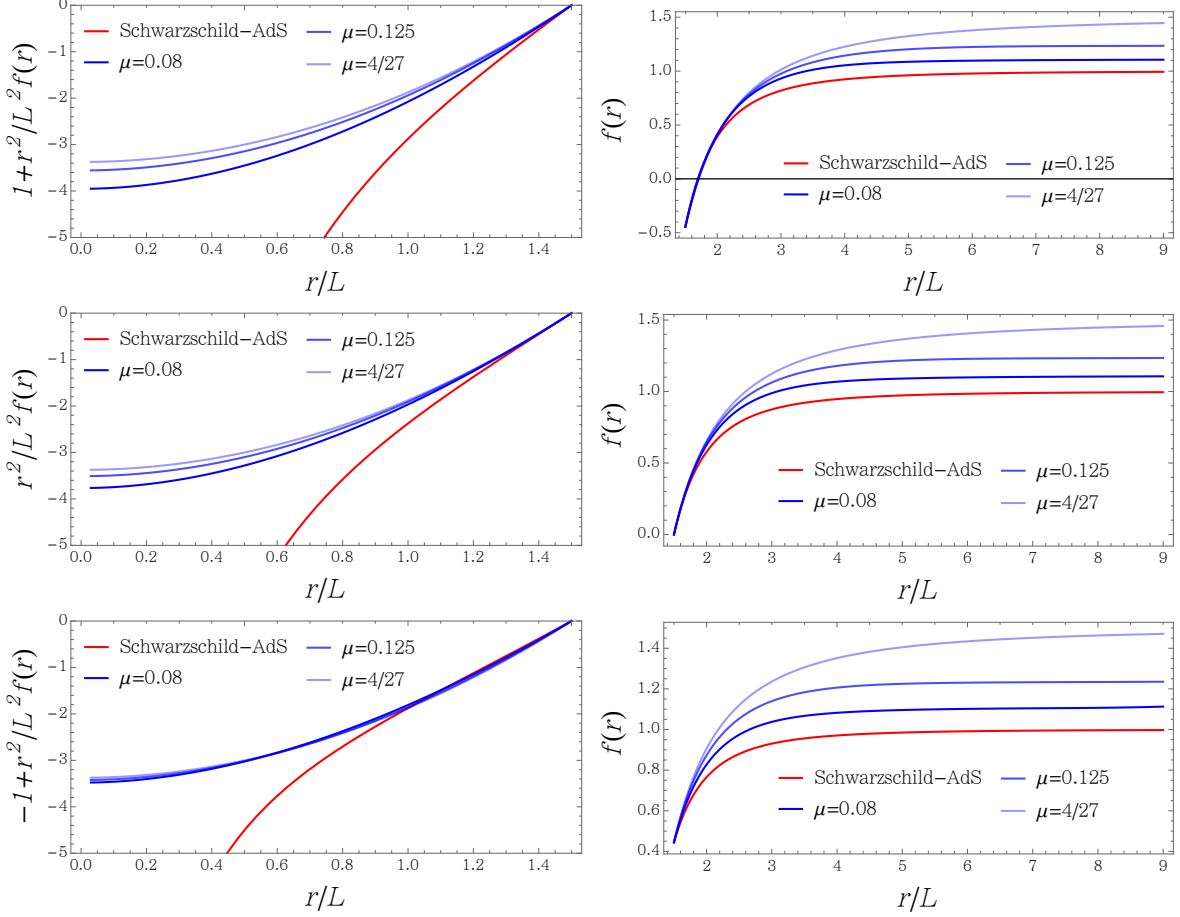 1+r²/L² f(r)
0
-1
-2
-3
-4
-5
Schwarzschild-AdS
μ=0.125
μ=0.08
μ=4/27
0.0 0.2 0.4 0.6 0.8 1.0 1.2 1.4
r/L
f(r)
1.5
1.0
0.5
0.0
-0.5
Schwarzschild-AdS
μ=0.125
μ=0.08
μ=4/27
2 3 4 5 6 7 8 9
r/L
r²/L² f(r)
0
-1
-2
-3
-4
-5
Schwarzschild-AdS
μ=0.125
μ=0.08
μ=4/27
0.0 0.2 0.4 0.6 0.8 1.0 1.2 1.4
r/L
f(r)
1.5
1.0
0.5
0.0
Schwarzschild-AdS
μ=0.125
μ=0.08
μ=4/27
2 3 4 5 6 7 8 9
r/L
-1+r²/L² f(r)
0
-1
-2
-3
-4
-5
Schwarzschild-AdS
μ=0.125
μ=0.08
μ=4/27
0.0 0.2 0.4 0.6 0.8 1.0 1.2 1.4
r/L
f(r)
1.4
1.2
1.0
0.8
0.6
0.4
Schwarzschild-AdS
μ=0.125
μ=0.08
μ=4/27
2 3 4 5 6 7 8 9
r/L